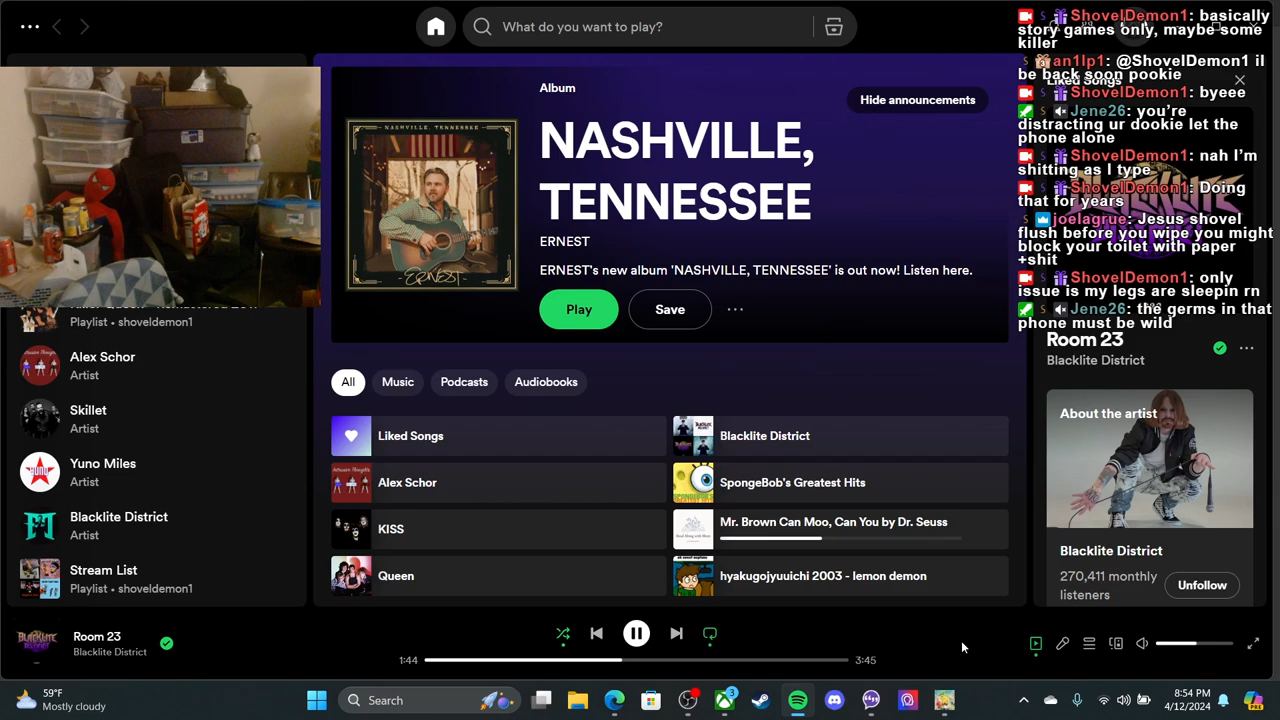 What do you want to play?
Album
Hide announcements
NASHVILLE, TENNESSEE
ERNEST
NASHVILLE,
TENNESSEE
ERNEST
ERNEST's new album 'NASHVILLE, TENNESSEE' is out now! Listen here.
Play
Save
All
Music
Podcasts
Audiobooks
Liked Songs
Blacklite District
Alex Schor
SpongeBob's Greatest Hits
KISS
Mr. Brown Can Moo, Can You by Dr. Seuss
Queen
hyakugojyuuichi 2003 - lemon demon
Playlist • shoveldemon1
Alex Schor
Artist
Skillet
Artist
Yuno Miles
Artist
Blacklite District
Artist
Stream List
Playlist • shoveldemon1
Liked Songs
ShovelDemon1: basically
story games only, maybe some
killer
an1lp1: @ShovelDemon1 il
be back soon pookie
ShovelDemon1: byeee
Jene26: you’re
distracting ur dookie let the
phone alone
ShovelDemon1: nah I’m
shitting as I type
ShovelDemon1: Doing
that for years
joelagrue: Jesus shovel
flush before you wipe you might
block your toilet with paper
+shit
ShovelDemon1: only
issue is my legs are sleepin rn
Jene26: the germs in that
phone must be wild
Room 23
Blacklite District
About the artist
Blacklite District
270,411 monthly
listeners
Unfollow
Room 23
Blacklite District
1:44
3:45
59°F
Mostly cloudy
Search
3
8:54 PM
4/12/2024